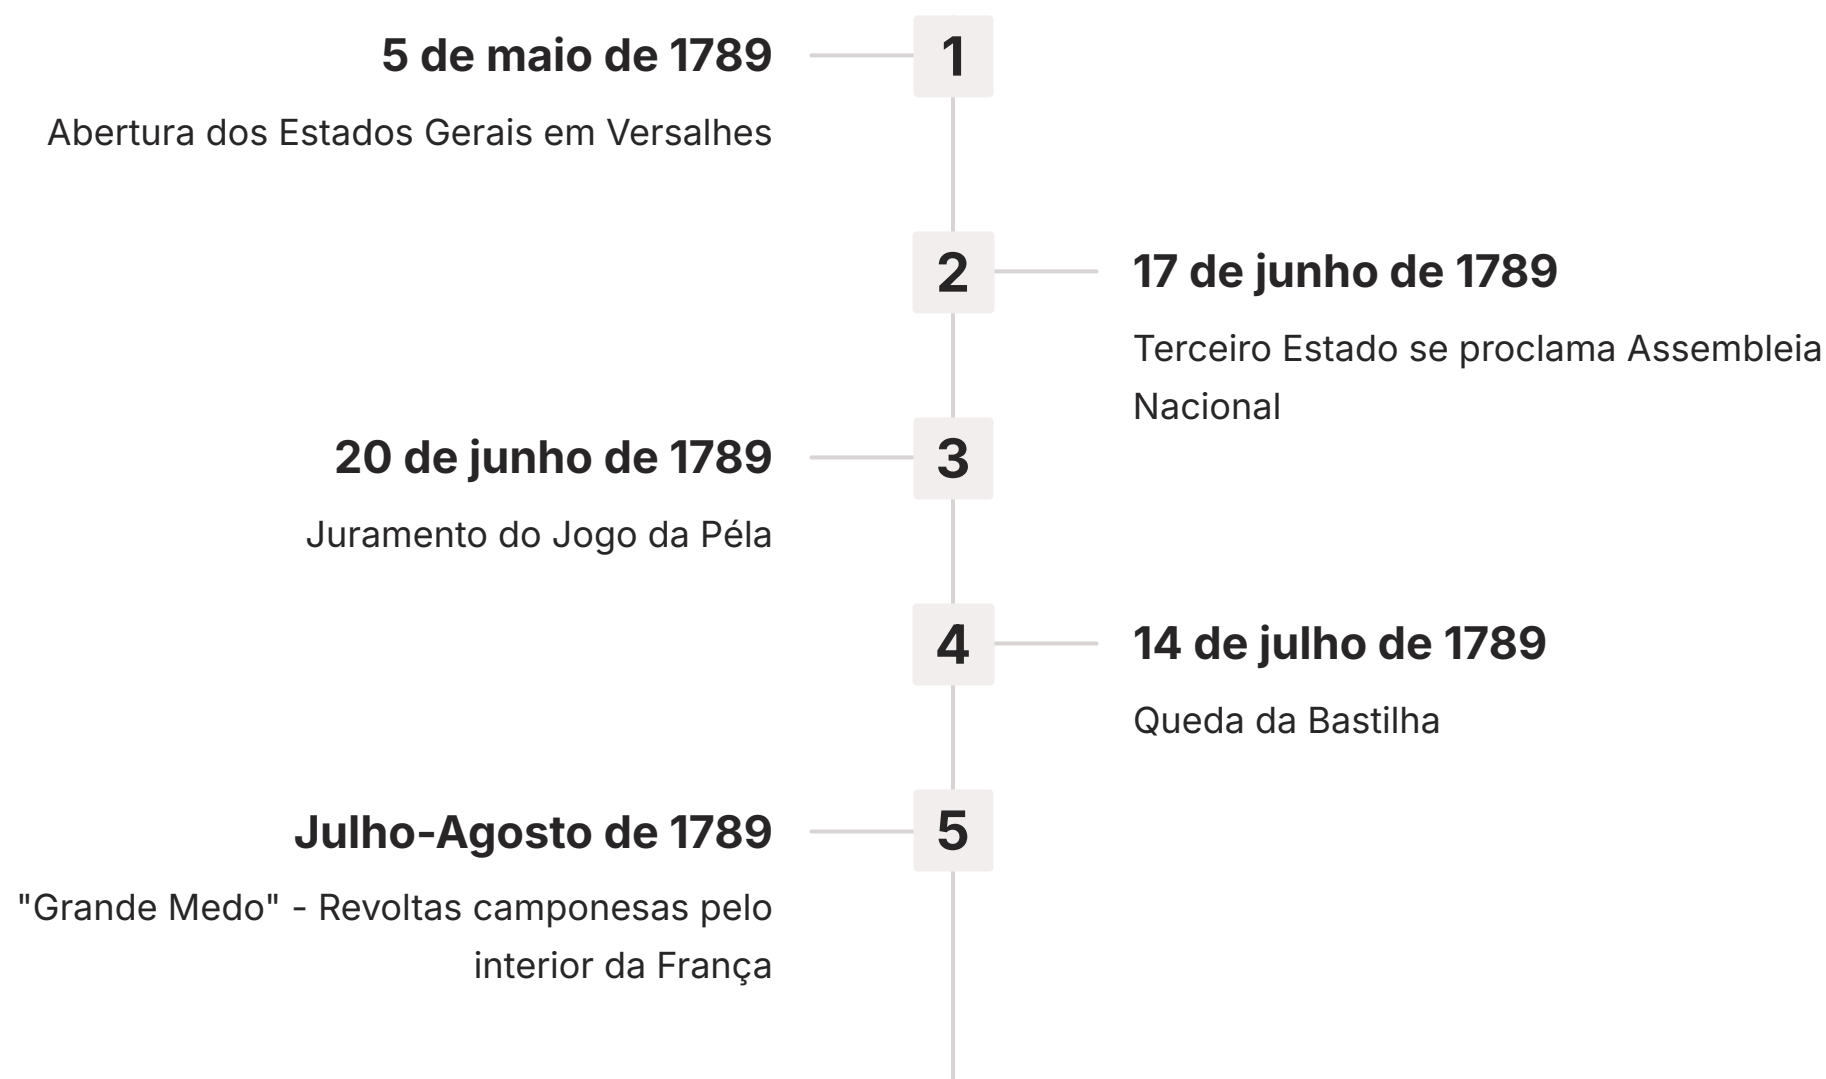 5 de maio de 1789
1
Abertura dos Estados Gerais em Versalhes
2
17 de junho de 1789
Terceiro Estado se proclama Assembleia
Nacional
20 de junho de 1789
3
Juramento do Jogo da Péla
4
14 de julho de 1789
Queda da Bastilha
Julho-Agosto de 1789
5
"Grande Medo" - Revoltas camponesas pelo
interior da França